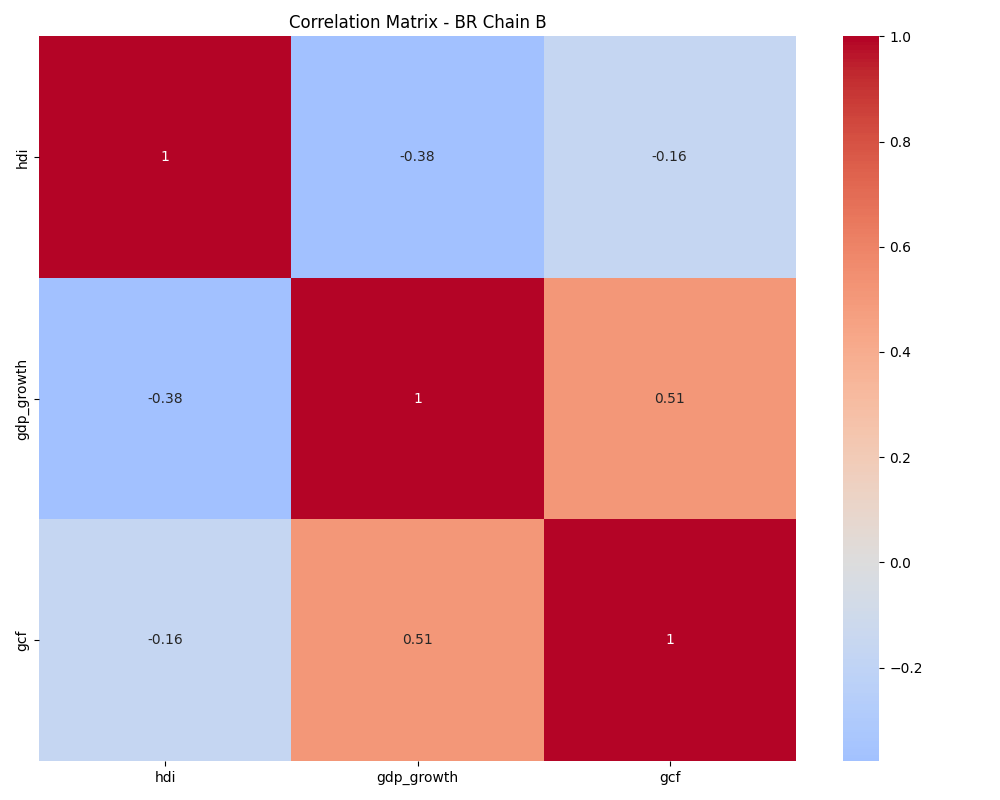 Correlation Matrix - BR Chain B
hdi
1
-0.38
-0.16
gdp_growth
-0.38
1
0.51
gcf
-0.16
0.51
1
hdi
gdp_growth
gcf
1.0
0.8
0.6
0.4
0.2
0.0
−0.2